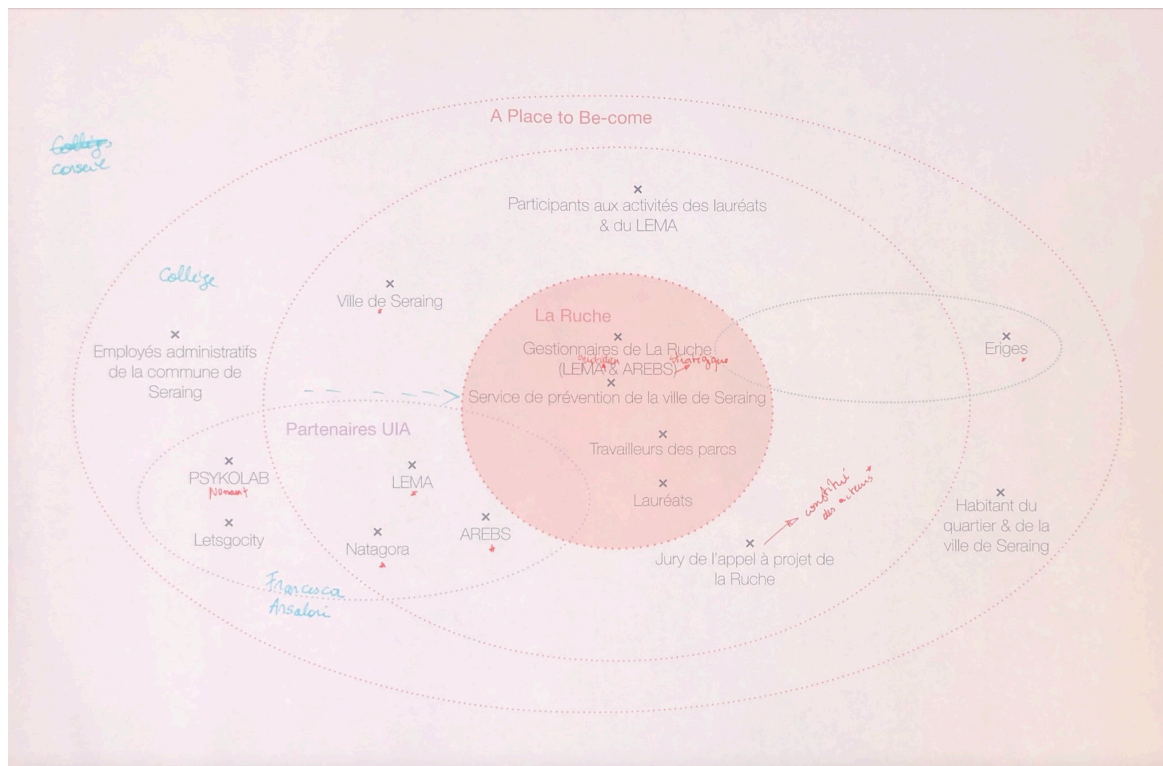 A Place to Be-come
Collège
conseil
Participants aux activités des lauréats
& du LEMA
Collège
Ville de Seraing
La Ruche
Employés administratifs
de la commune de
Seraing
Gestionnaires de La Ruche
(LEMA & AREBS)
stratégique
Eriges
Service de prévention de la ville de Seraing
Partenaires UIA
Travailleurs des parcs
PSYKOLAB
LEMA
Lauréats
constitué
des acteurs
Habitant du
quartier & de la
ville de Seraing
Letsgocity
Natagora
AREBS
Jury de l'appel à projet de
la Ruche
Francesca